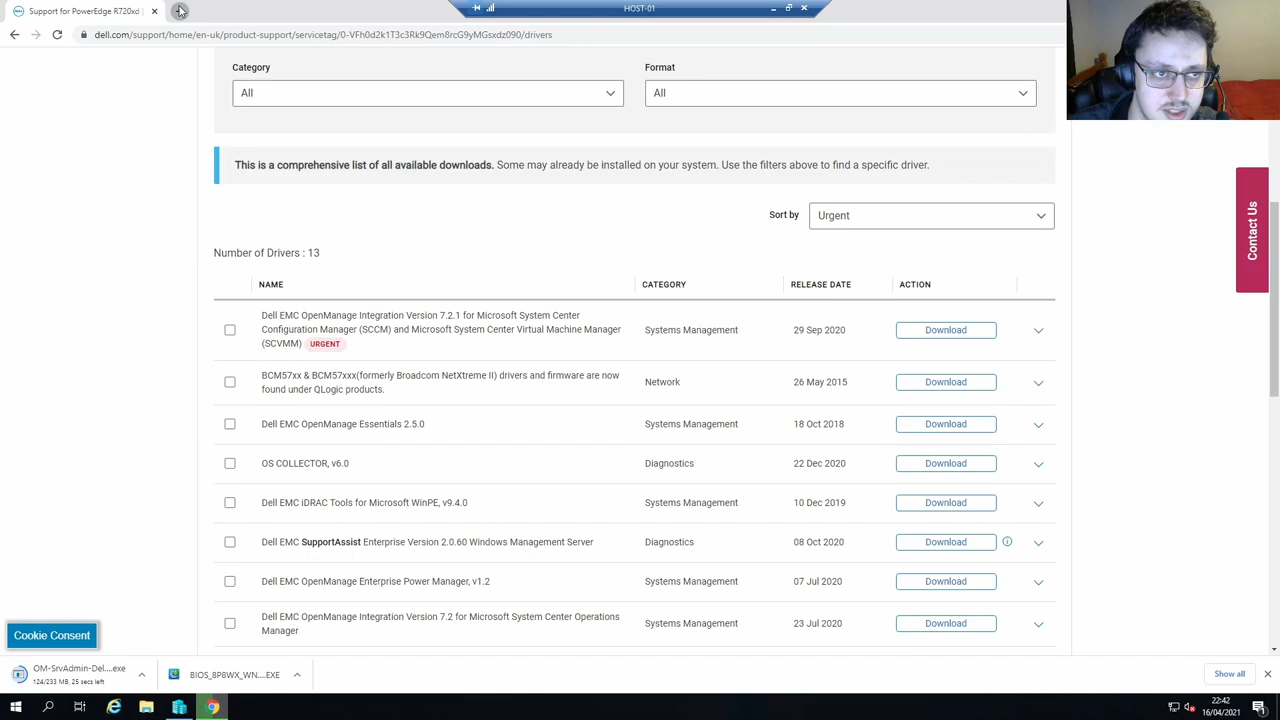 Support for PowerEdge R720xd |
HOST-01
dell.com/support/home/en-uk/product-support/servicetag/0-VFh0d2k1T3c3Rk9Qem8rcG9yMGsxdz090/drivers
Category
Format
All
All
This is a comprehensive list of all available downloads. Some may already be installed on your system. Use the filters above to find a specific driver.
Contact Us
Sort by
Urgent
Number of Drivers : 13
NAME CATEGORY RELEASE DATE ACTION
Dell EMC OpenManage Integration Version 7.2.1 for Microsoft System Center
Configuration Manager (SCCM) and Microsoft System Center Virtual Machine Manager
(SCVMM) URGENT
Systems Management 29 Sep 2020 Download
BCM57xx & BCM57xxx(formerly Broadcom NetXtreme II) drivers and firmware are now
found under QLogic products.
Network 26 May 2015 Download
Dell EMC OpenManage Essentials 2.5.0 Systems Management 18 Oct 2018 Download
OS COLLECTOR, v6.0 Diagnostics 22 Dec 2020 Download
Dell EMC iDRAC Tools for Microsoft WinPE, v9.4.0 Systems Management 10 Dec 2019 Download
Dell EMC SupportAssist Enterprise Version 2.0.60 Windows Management Server Diagnostics 08 Oct 2020 Download
Dell EMC OpenManage Enterprise Power Manager, v1.2 Systems Management 07 Jul 2020 Download
Dell EMC OpenManage Integration Version 7.2 for Microsoft System Center Operations
Manager
Systems Management 23 Jul 2020 Download
Cookie Consent
OM-SrvAdmin-Del....exe
124/233 MB, 25 secs left
BIOS_8P8WX_WN....EXE
Show all
22:42
16/04/2021